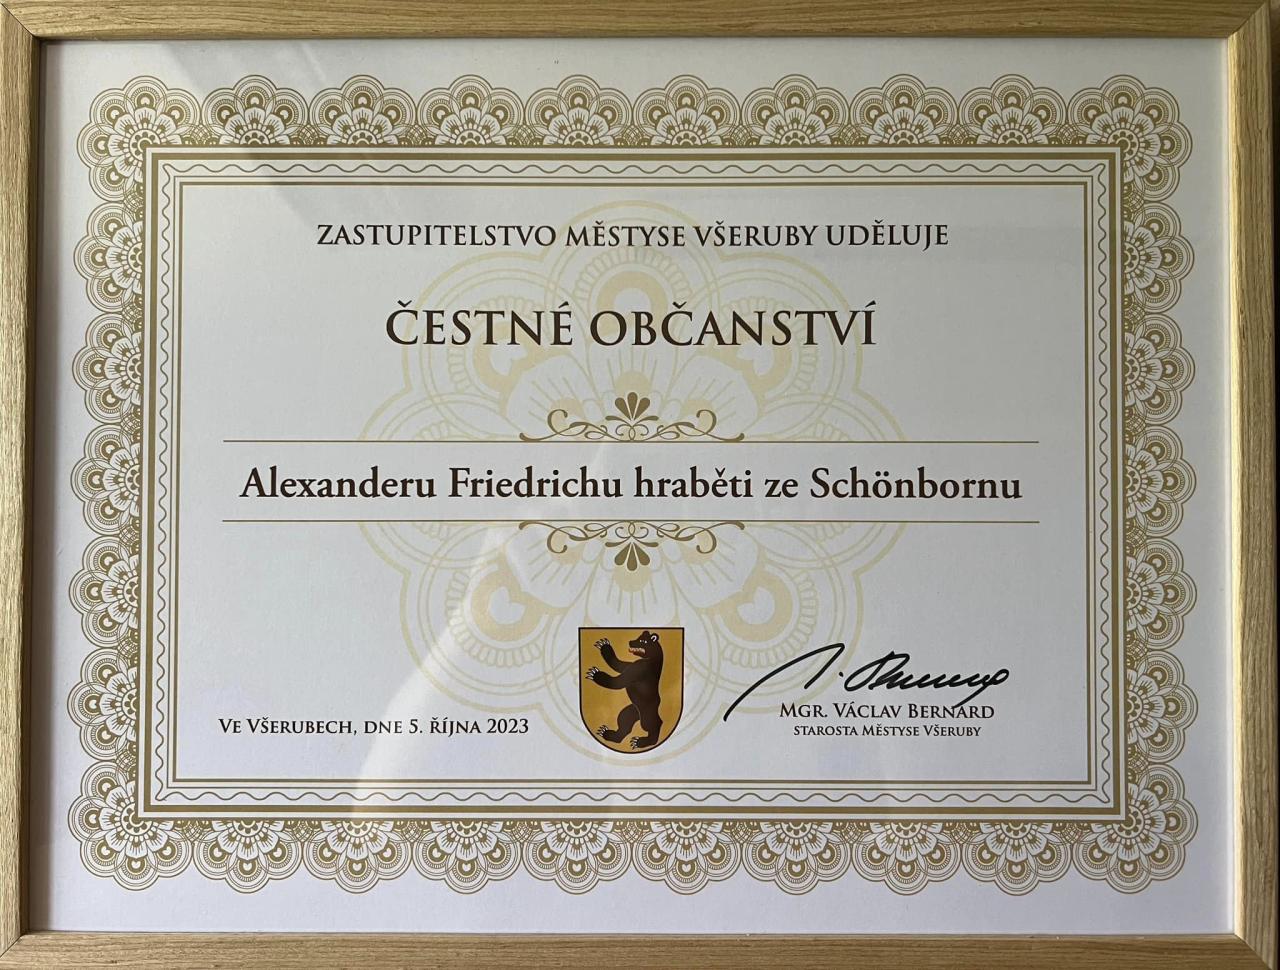 ZASTUPITELSTVO MĚSTYSE VŠERUBY UDĚLUJE
ČESTNÉ OBČANSTVÍ
Alexanderu Friedrichu hraběti ze Schönbornu
VE VŠERUBECH, DNE 5. ŘÍJNA 2023
MGR. VÁCLAV BERNARD
STAROSTA MĚSTYSE VŠERUBY